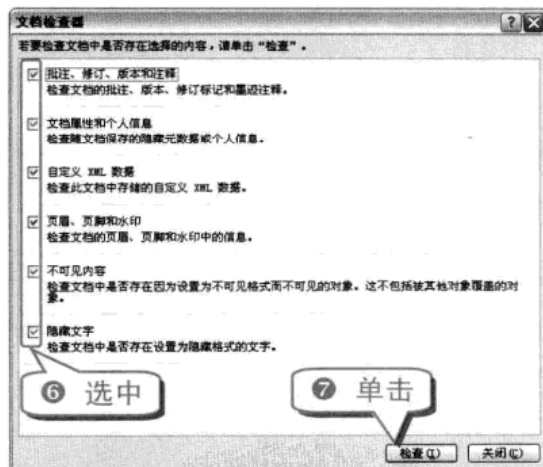 文档检查器
若要检查文档中是否存在选择的内容，请单击“检查”。
批注、修订、版本和注释
检查文档的批注、版本、修订标记和墨迹注释。
文档属性和个人信息
检查随文档保存的隐藏元数据或个人信息。
自定义 XML 数据
检查此文档中存储的自定义 XML 数据。
页眉、页脚和水印
检查文档的页眉、页脚和水印中的信息。
不可见内容
检查文档中是否存在因为设置为不可见格式而不可见的对象。这不包括被其他对象覆盖的对
象。
隐藏文字
检查文档中是否存在设置为隐藏格式的文字。
❻ 选中
❼ 单击
检查(I) 关闭(C)